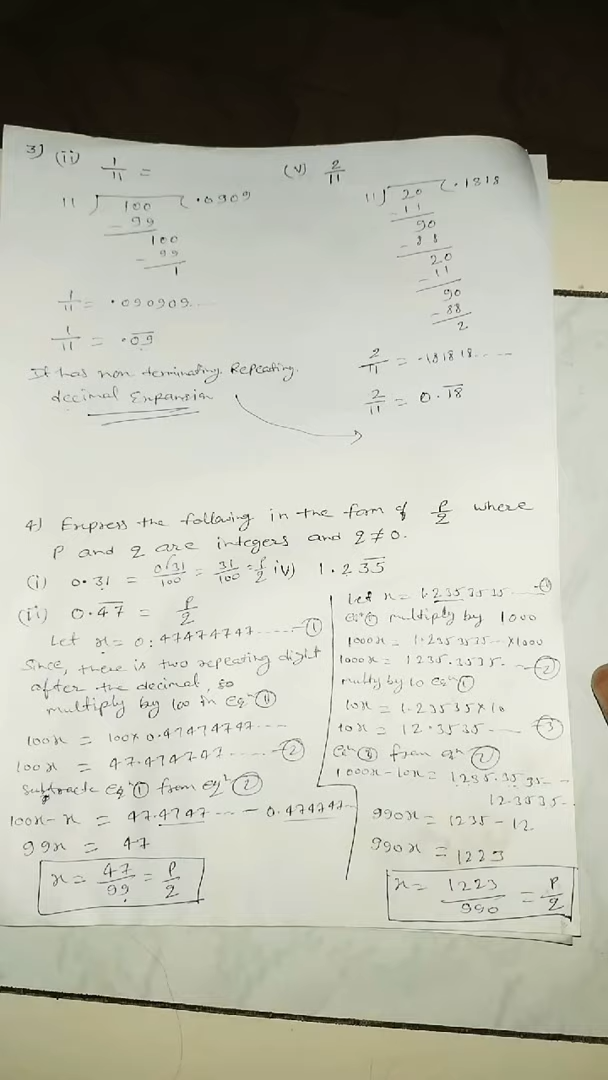 3) (ii) 1/11 =
11 ) 100 ( .0909
- 99
100
- 99
1
1/11 = .090909....
1/11 = .0̅9̅
It has non terminating. Repeating.
decimal Expansion
(v) 2/11
11 ) 20 ( .1818
- 11
90
- 88
20
- 11
90
- 88
2
2/11 = .181818.....
2/11 = 0.1̅8̅
4) Express the following in the form of P/q where
P and q are integers and q ≠ 0.
(i) 0.31 = 031/100 = 31/100 = P/q
(ii) 0.4̅7̅ = P/q
Let x = 0.47474747...... ①
Since, there is two repeating digit
after the decimal, so
multiply by 100 in eqⁿ ①
100x = 100 x 0.47474747....
100x = 47.474747...... ②
Subtracte eqⁿ ① from eqⁿ ②
100x - x = 47.4747... - 0.474747...
99x = 47
x = 47/99 = P/q
iv) 1.23̅5̅
Let x = 1.2353535..... ①
eqⁿ ① multiply by 1000
1000x = 1.2353535... x1000
1000x = 1235.3535. ... ②
multy by 10 eqⁿ ①
10x = 1.23535 x 10
10x = 12.3535.... ③
eqⁿ ③ from qⁿ ②
1000x - 10x = 1235.3535...-
12.3535..
990x = 1235 - 12
990x = 1223
x = 1223/990 = P/q